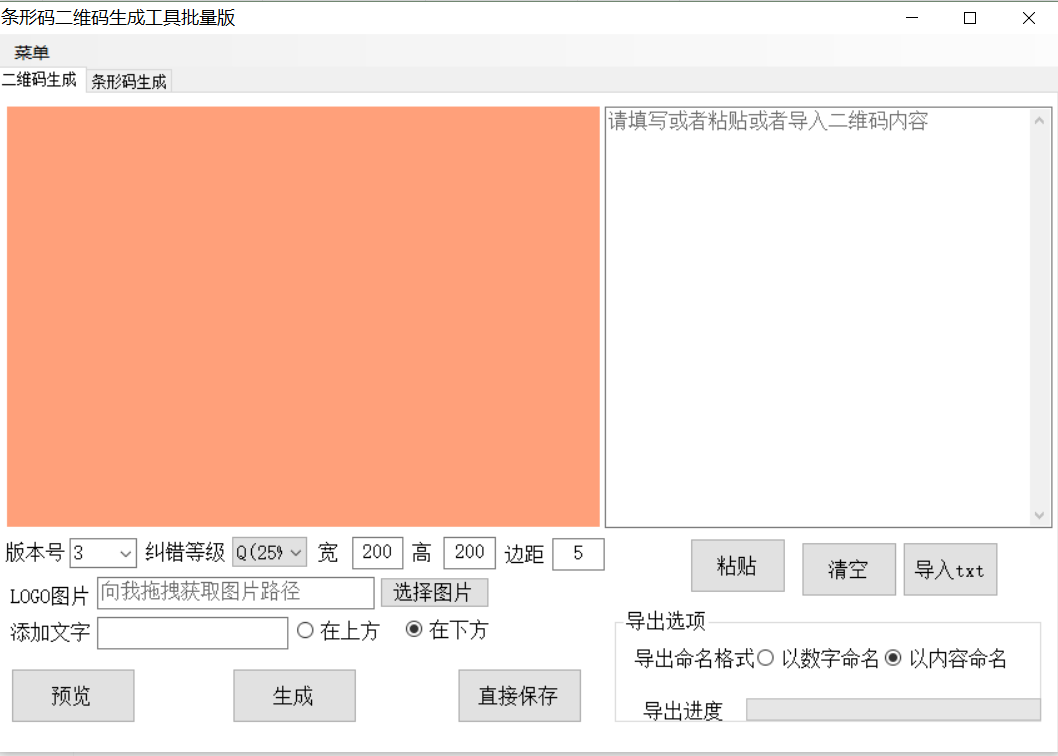 条形码二维码生成工具批量版
菜单
二维码生成 条形码生成
请填写或者粘贴或者导入二维码内容
版本号 3 纠错等级 Q(25% 宽 200 高 200 边距 5
粘贴 清空 导入txt
LOGO图片 向我拖拽获取图片路径 选择图片
添加文字 在上方 在下方
导出选项
导出命名格式 以数字命名 以内容命名
预览 生成 直接保存
导出进度